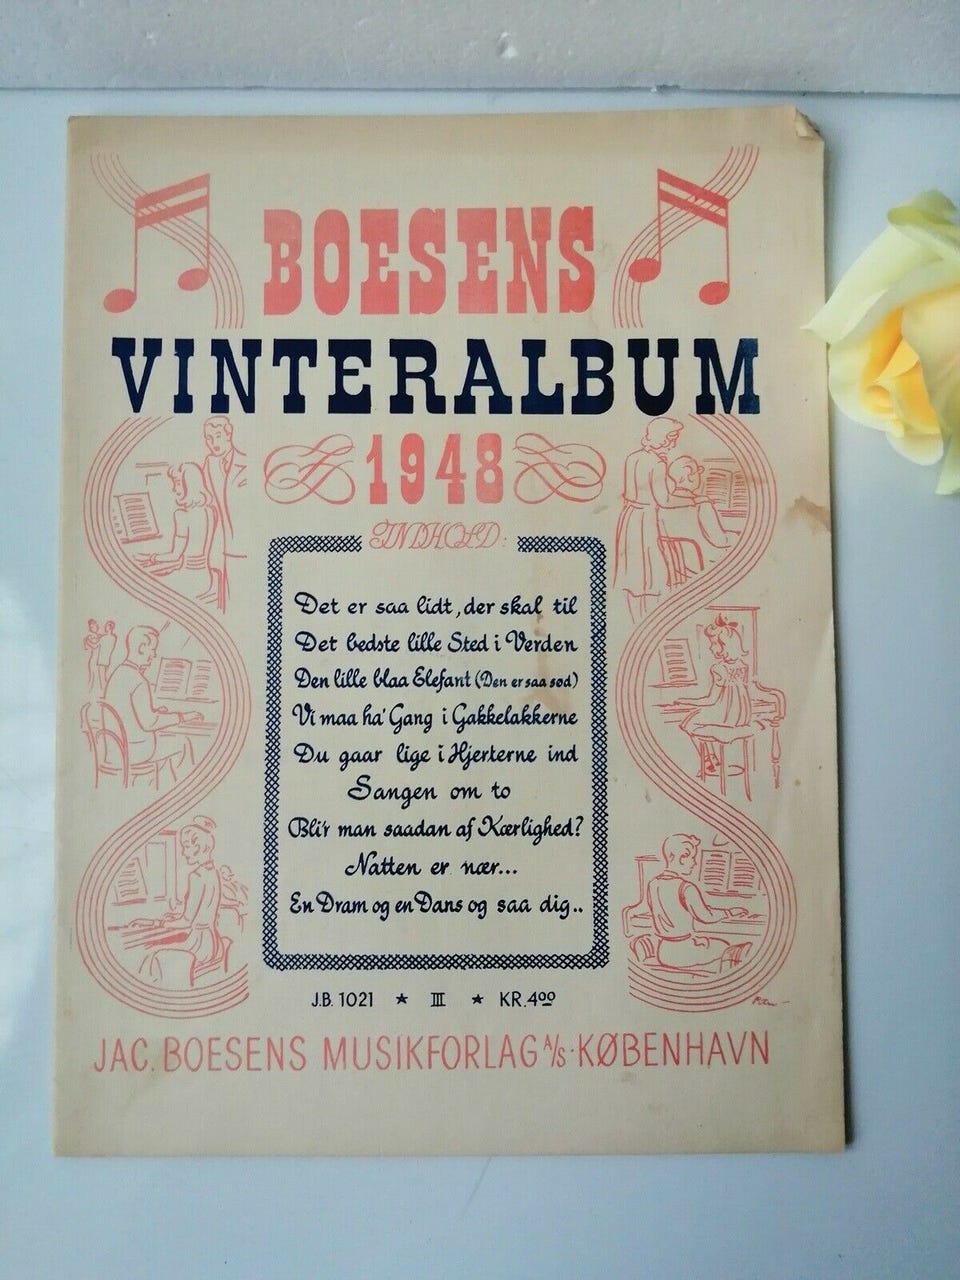 BOESENS
VINTERALBUM
1948
INDHOLD:
Det er saa lidt, der skal til
Det bedste lille Sted i Verden
Den lille blaa Elefant (Den er saa sød)
Vi maa ha' Gang i Gakkelakkerne
Du gaar lige i Hjerterne ind
Sangen om to
Bli'r man saadan af Kærlighed?
Natten er nær...
En Dram og en Dans og saa dig..
J.B. 1021 ★ III ★ KR. 400
JAC. BOESENS MUSIKFORLAG A/S · KØBENHAVN